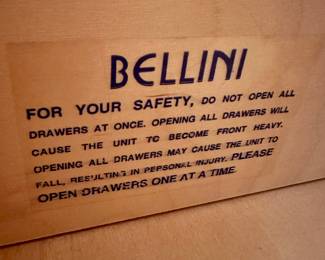 BELLINI
FOR YOUR SAFETY, DO NOT OPEN ALL
DRAWERS AT ONCE. OPENING ALL DRAWERS WILL
CAUSE THE UNIT TO BECOME FRONT HEAVY.
OPENING ALL DRAWERS MAY CAUSE THE UNIT TO
FALL, RESULTING IN PERSONAL INJURY. PLEASE
OPEN DRAWERS ONE AT A TIME.